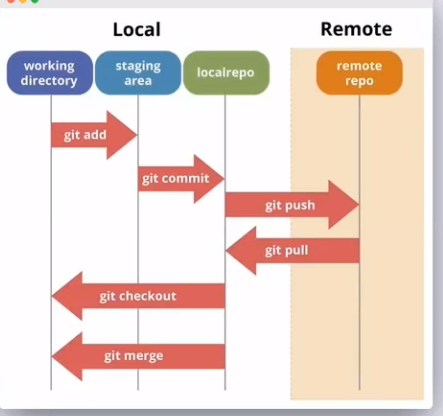 Local
Remote
working
directory
staging
area
localrepo
remote
repo
git add
git commit
git push
git pull
git checkout
git merge